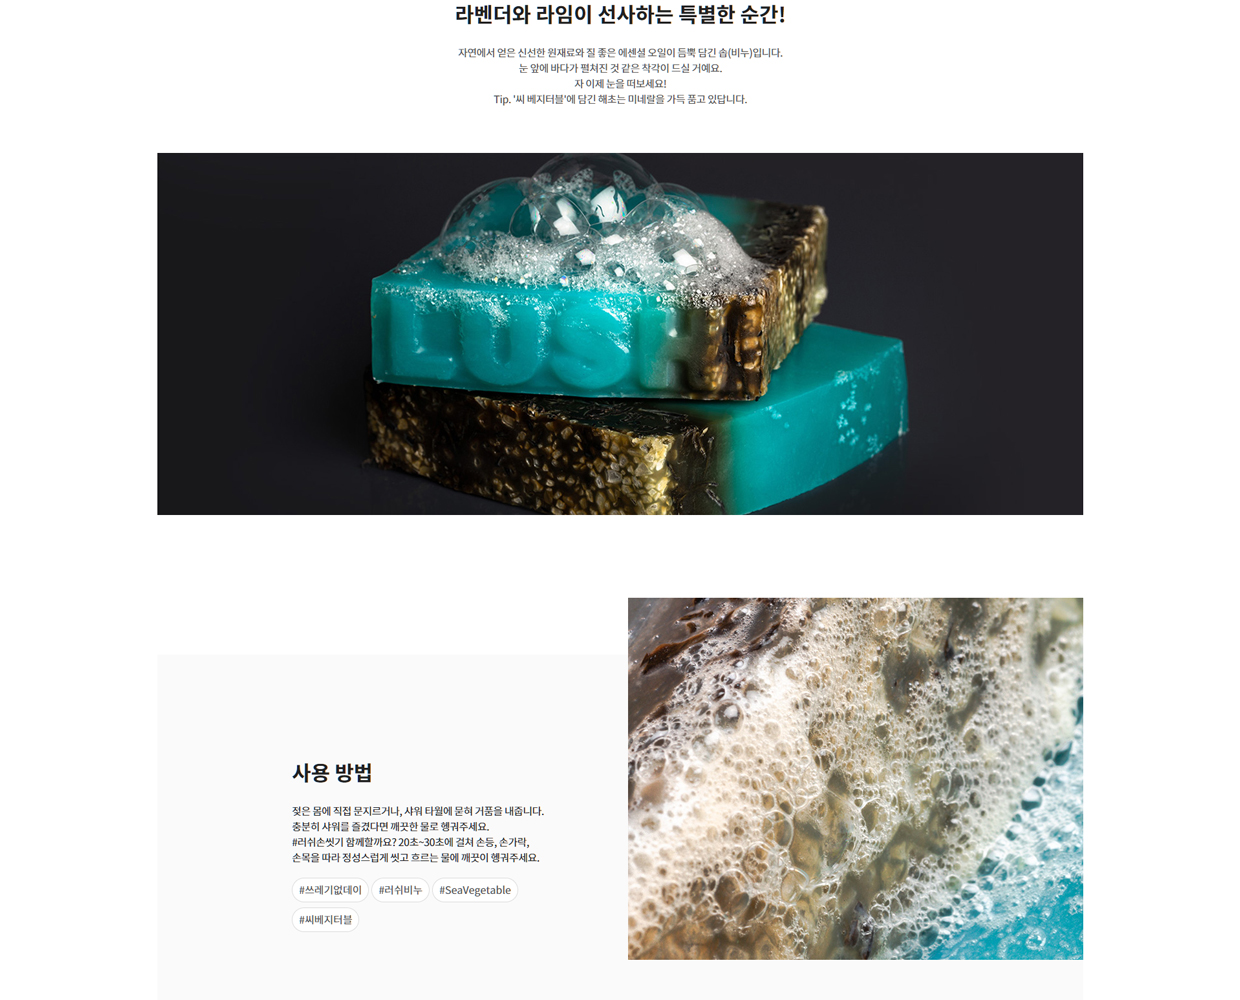 라벤더와 라임이 선사하는 특별한 순간!
자연에서 얻은 신선한 원재료와 질 좋은 에센셜 오일이 듬뿍 담긴 솝(비누)입니다.
눈 앞에 바다가 펼쳐진 것 같은 착각이 드실 거예요.
자 이제 눈을 떠보세요!
Tip. '씨 베지터블'에 담긴 해초는 미네랄을 가득 품고 있답니다.
LUSH
사용 방법
젖은 몸에 직접 문지르거나, 샤워 타월에 묻혀 거품을 내줍니다.
충분히 샤워를 즐겼다면 깨끗한 물로 헹궈주세요.
#러쉬손씻기 함께할까요? 20초~30초에 걸쳐 손등, 손가락,
손목을 따라 정성스럽게 씻고 흐르는 물에 깨끗이 헹궈주세요.
#쓰레기없데이 #러쉬비누 #SeaVegetable
#씨베지터블